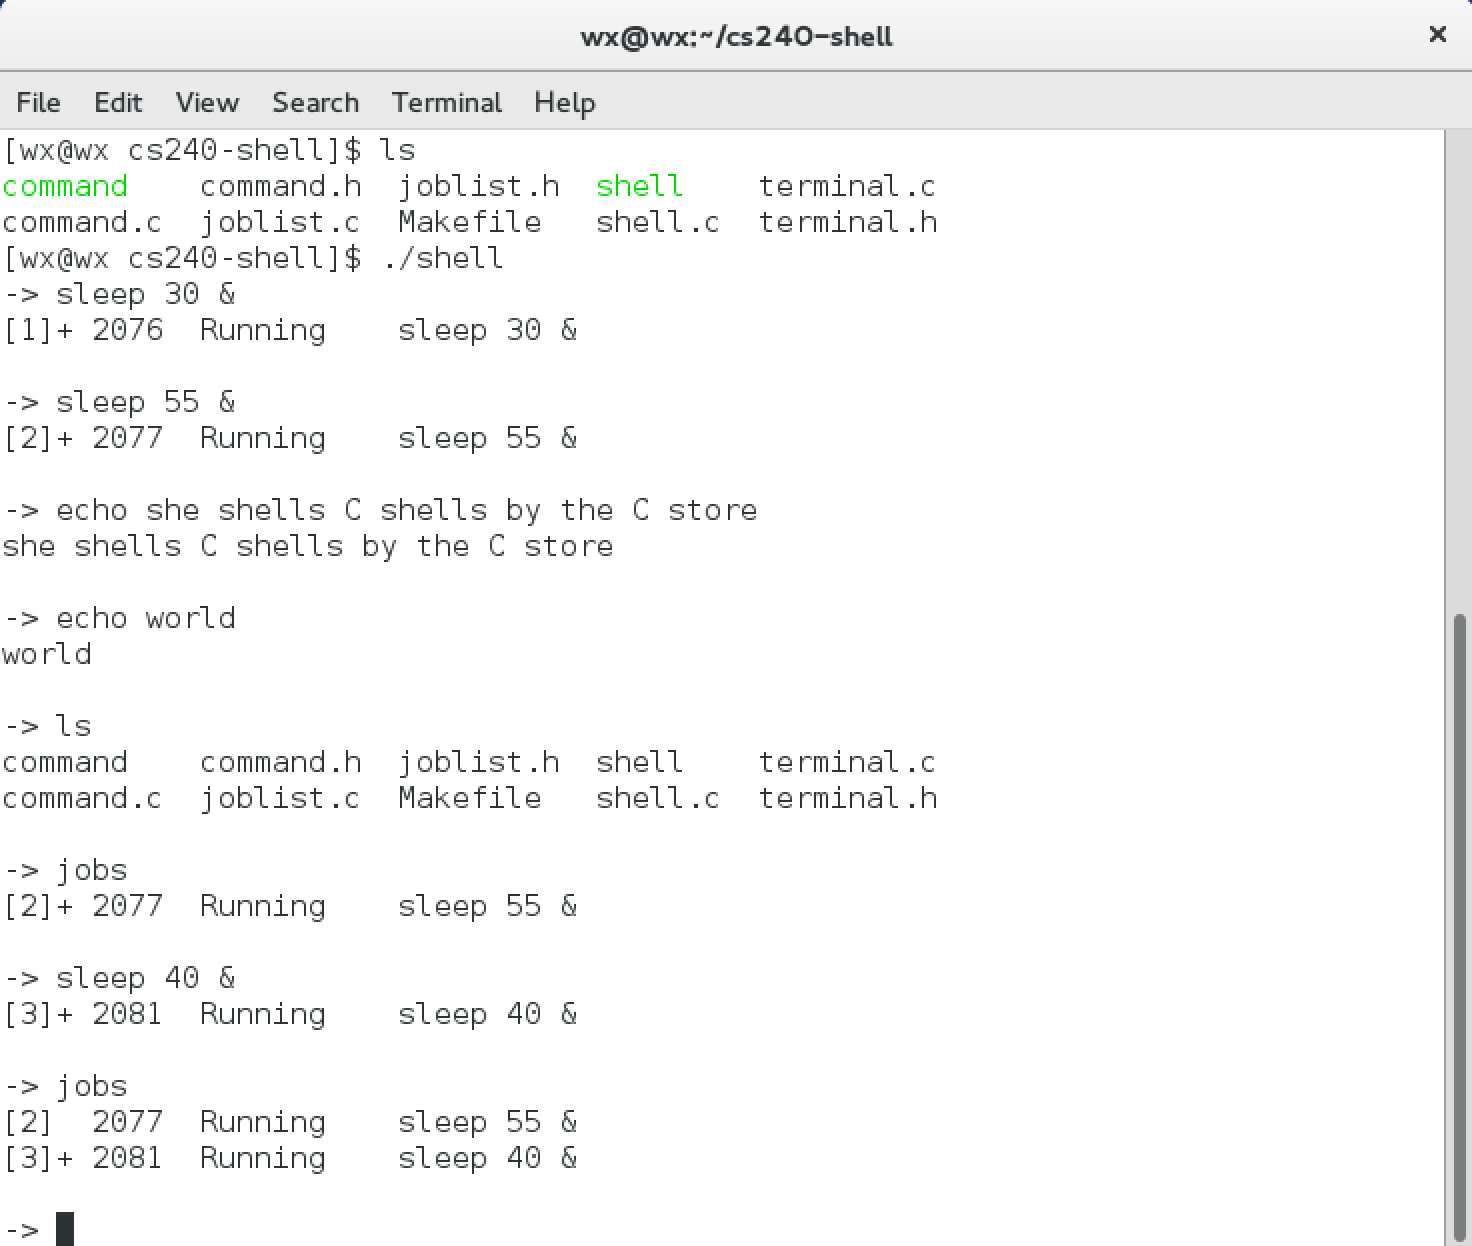 wx@wx:~/cs240-shell
File Edit View Search Terminal Help
[wx@wx cs240-shell]$ ls
command    command.h  joblist.h  shell    terminal.c
command.c  joblist.c  Makefile   shell.c  terminal.h
[wx@wx cs240-shell]$ ./shell
-> sleep 30 &
[1]+ 2076  Running    sleep 30 &
-> sleep 55 &
[2]+ 2077  Running    sleep 55 &
-> echo she shells C shells by the C store
she shells C shells by the C store
-> echo world
world
-> ls
command    command.h  joblist.h  shell    terminal.c
command.c  joblist.c  Makefile   shell.c  terminal.h
-> jobs
[2]+ 2077  Running    sleep 55 &
-> sleep 40 &
[3]+ 2081  Running    sleep 40 &
-> jobs
[2]  2077  Running    sleep 55 &
[3]+ 2081  Running    sleep 40 &
->